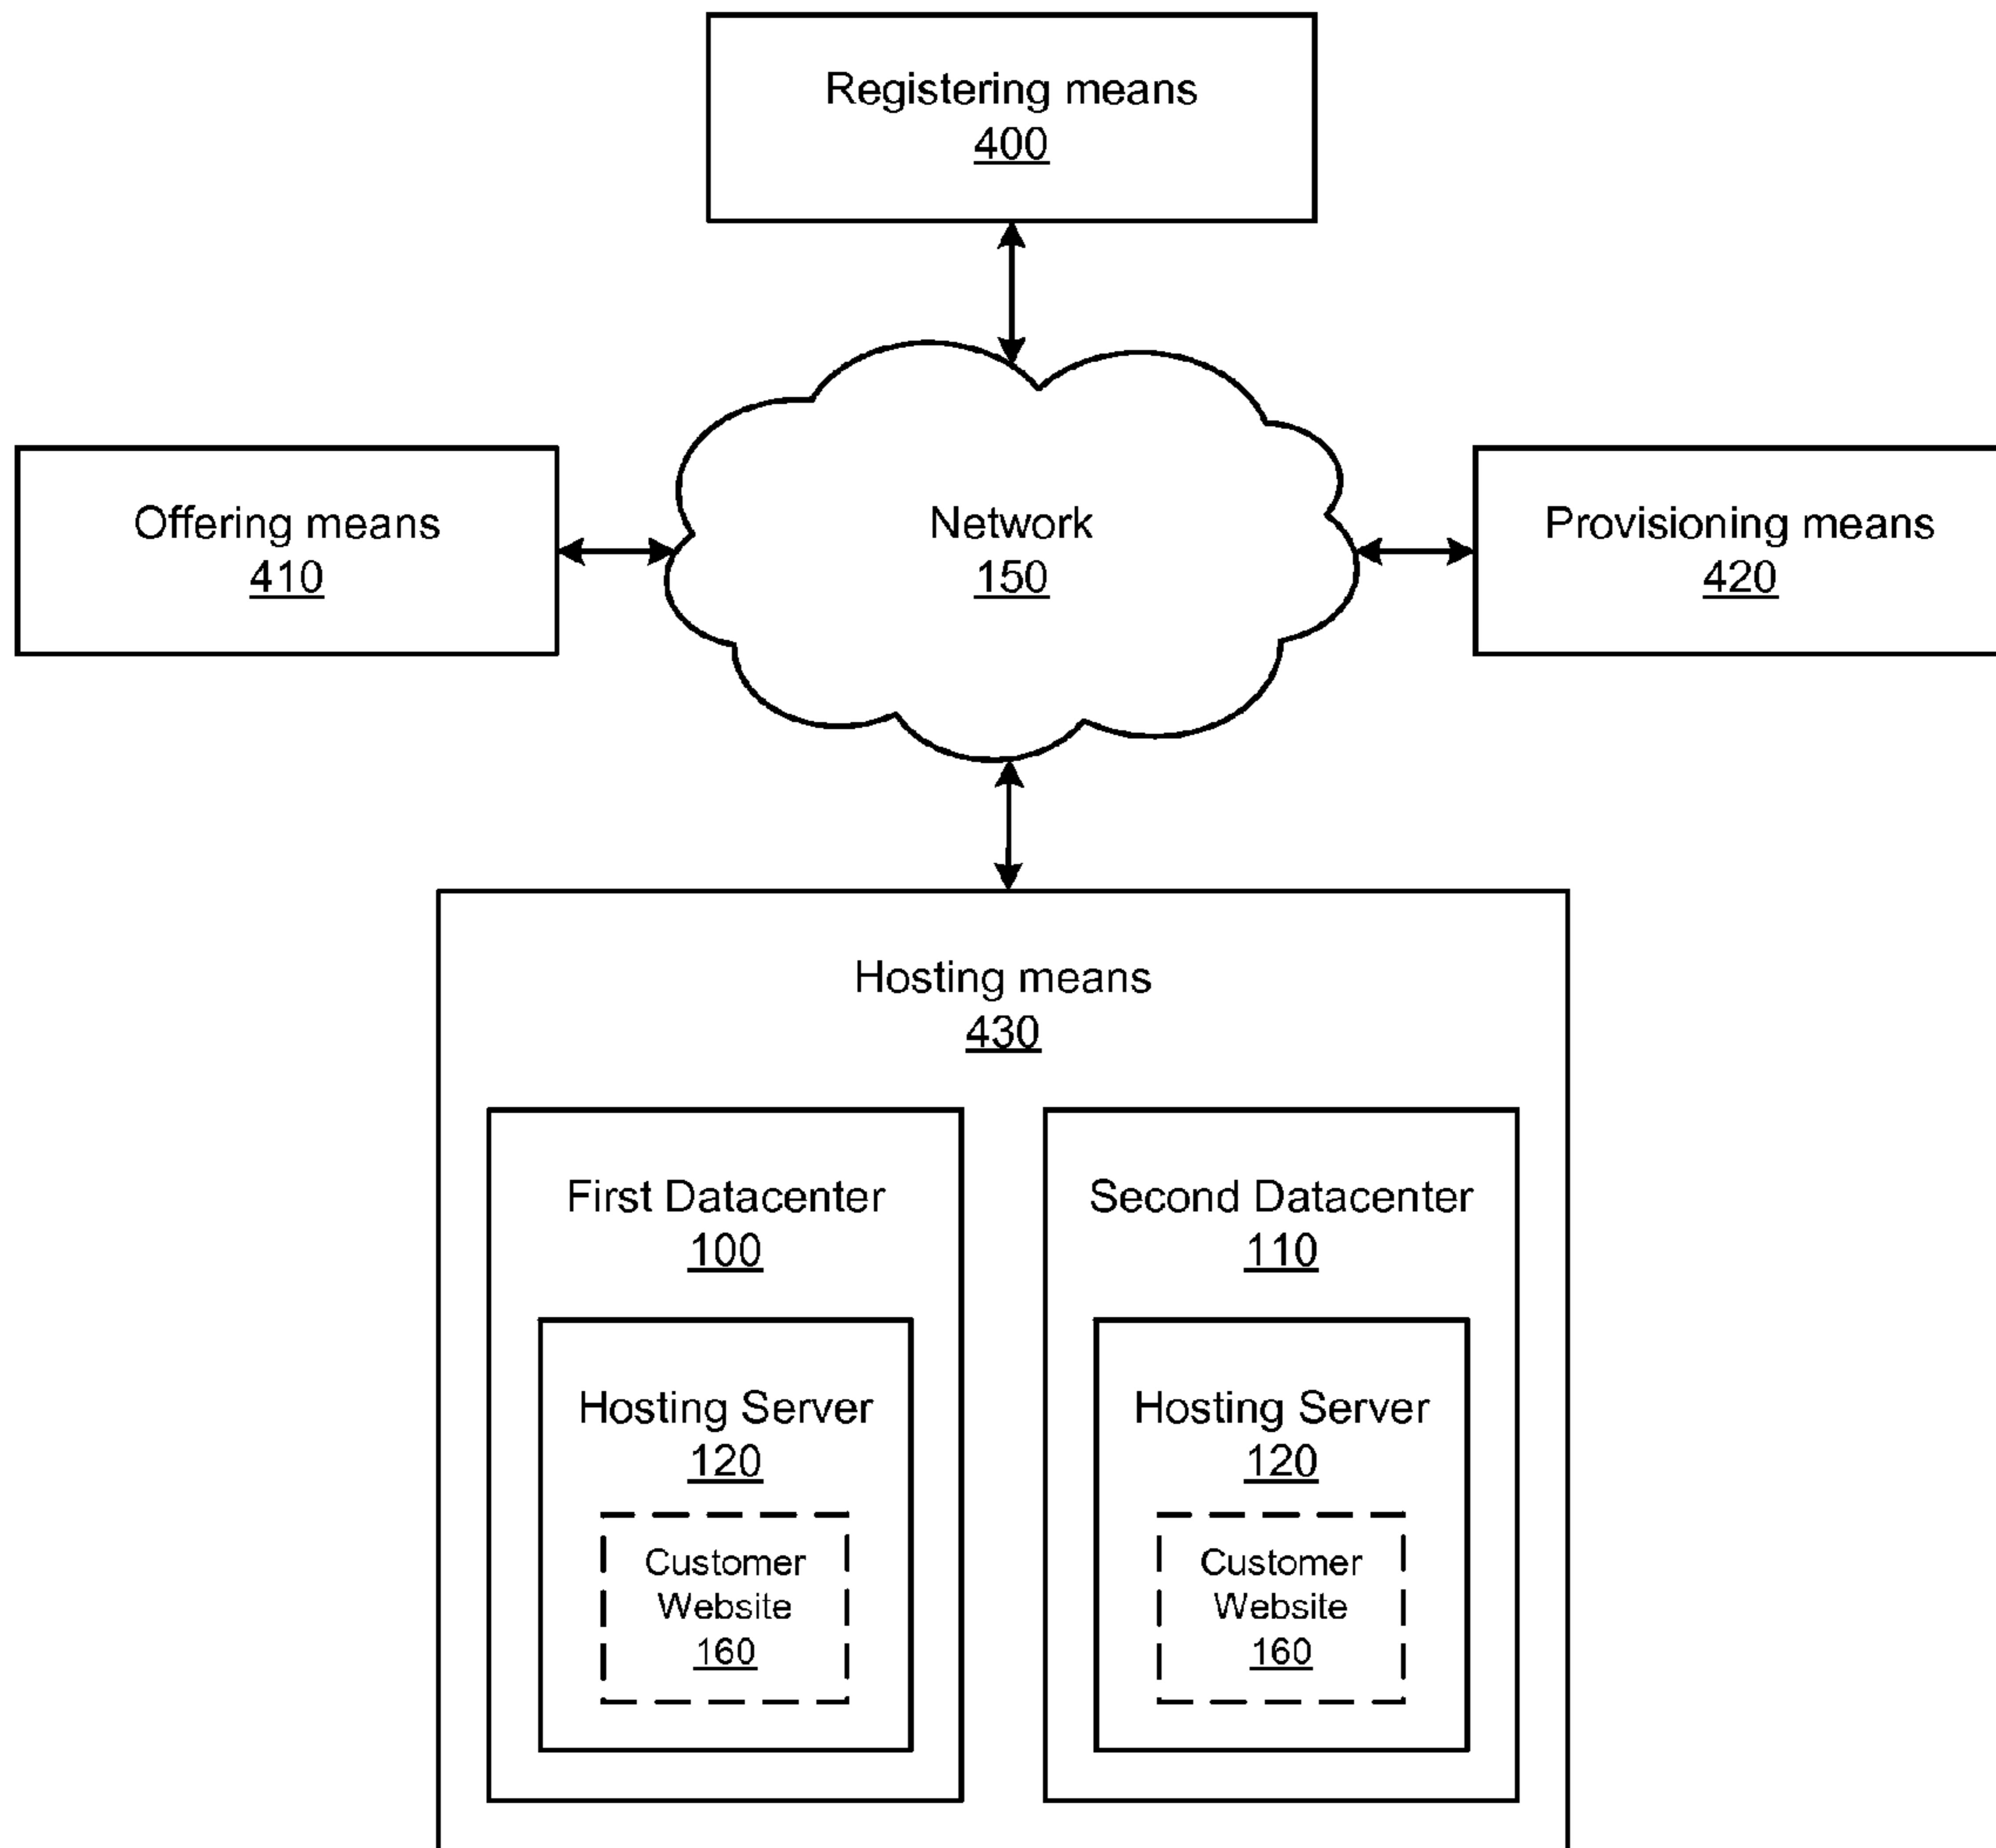 Registering means
400
Offering means
410
Network
150
Provisioning means
420
Hosting means
430
First Datacenter
100
Second Datacenter
110
Hosting Server
120
Hosting Server
120
Customer
Website
160
Customer
Website
160